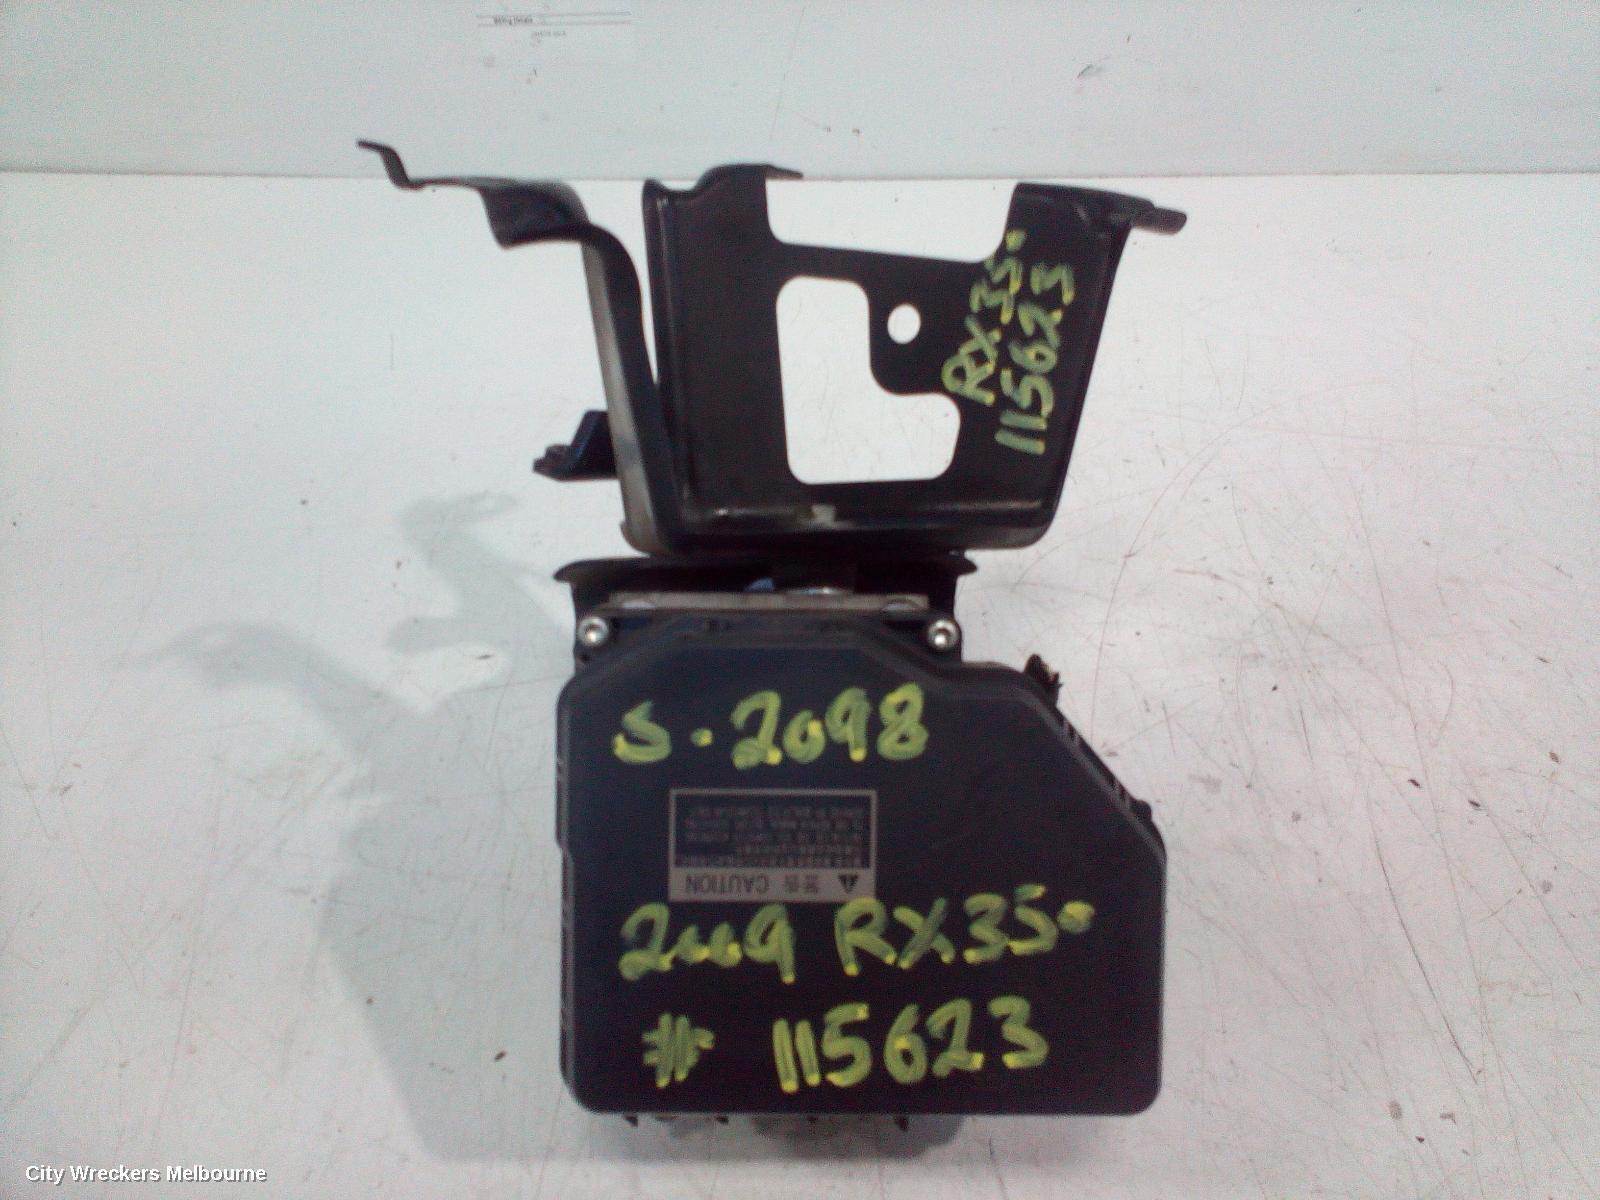 RX350
115623
S-2098
CAUTION
2009 RX350
# 115623
City Wreckers Melbourne